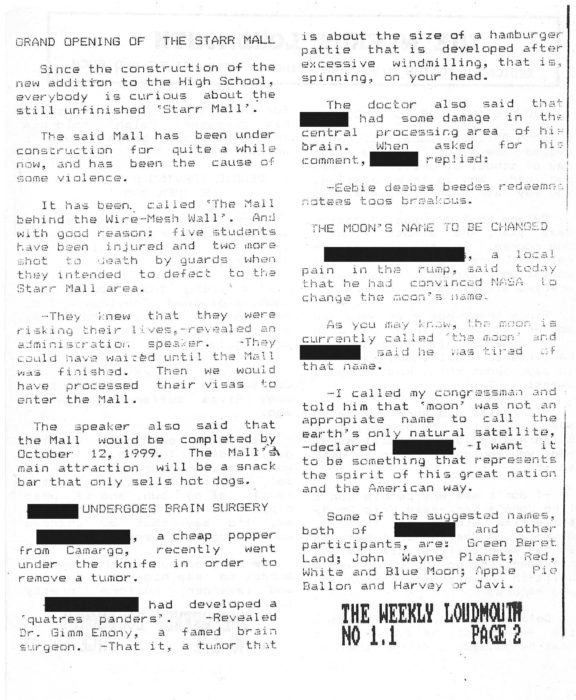 GRAND OPENING OF THE STARR MALL
Since the construction of the
new addition to the High School,
everybody is curious about the
still unfinished 'Starr Mall'.
The said Mall has been under
construction for quite a while
now, and has been the cause of
some violence.
It has been, called 'The Mall
behind the Wire-Mesh Wall'. And
with good reason: five students
have been injured and two more
shot to death by guards when
they intended to defect to the
Starr Mall area.
-They knew that they were
risking their lives,-revealed an
administration speaker. -They
could have waited until the Mall
was finished. Then we would
have processed their visas to
enter the Mall.
The speaker also said that
the Mall would be completed by
October 12, 1999. The Mall's
main attraction will be a snack
bar that only sells hot dogs.
UNDERGOES BRAIN SURGERY
, a cheap popper
from Camargo, recently went
under the knife in order to
remove a tumor.
had developed a
'quatres panders'. -Revealed
Dr. Gimm Emony, a famed brain
surgeon. -That it, a tumor that
is about the size of a hamburger
pattie that is developed after
excessive windmilling, that is,
spinning, on your head.
The doctor also said that
had some damage in the
central processing area of his
brain. When asked for his
comment, replied:
-Eebie deebes beedes redeemos
notees toos breakous.
THE MOON'S NAME TO BE CHANGED
, a local
pain in the rump, said today
that he had convinced NASA to
change the moon's name.
As you may know, the moon is
currently called 'the moon' and
said he was tired of
that name.
-I called my congressman and
told him that 'moon' was not an
appropiate name to call the
earth's only natural satellite,
-declared . -I want it
to be something that represents
the spirit of this great nation
and the American way.
Some of the suggested names,
both of and other
participants, are: Green Beret
Land; John Wayne Planet; Red,
White and Blue Moon; Apple Pie
Ballon and Harvey or Javi.
THE WEEKLY LOUDMOUTH
NO 1.1 PAGE 2